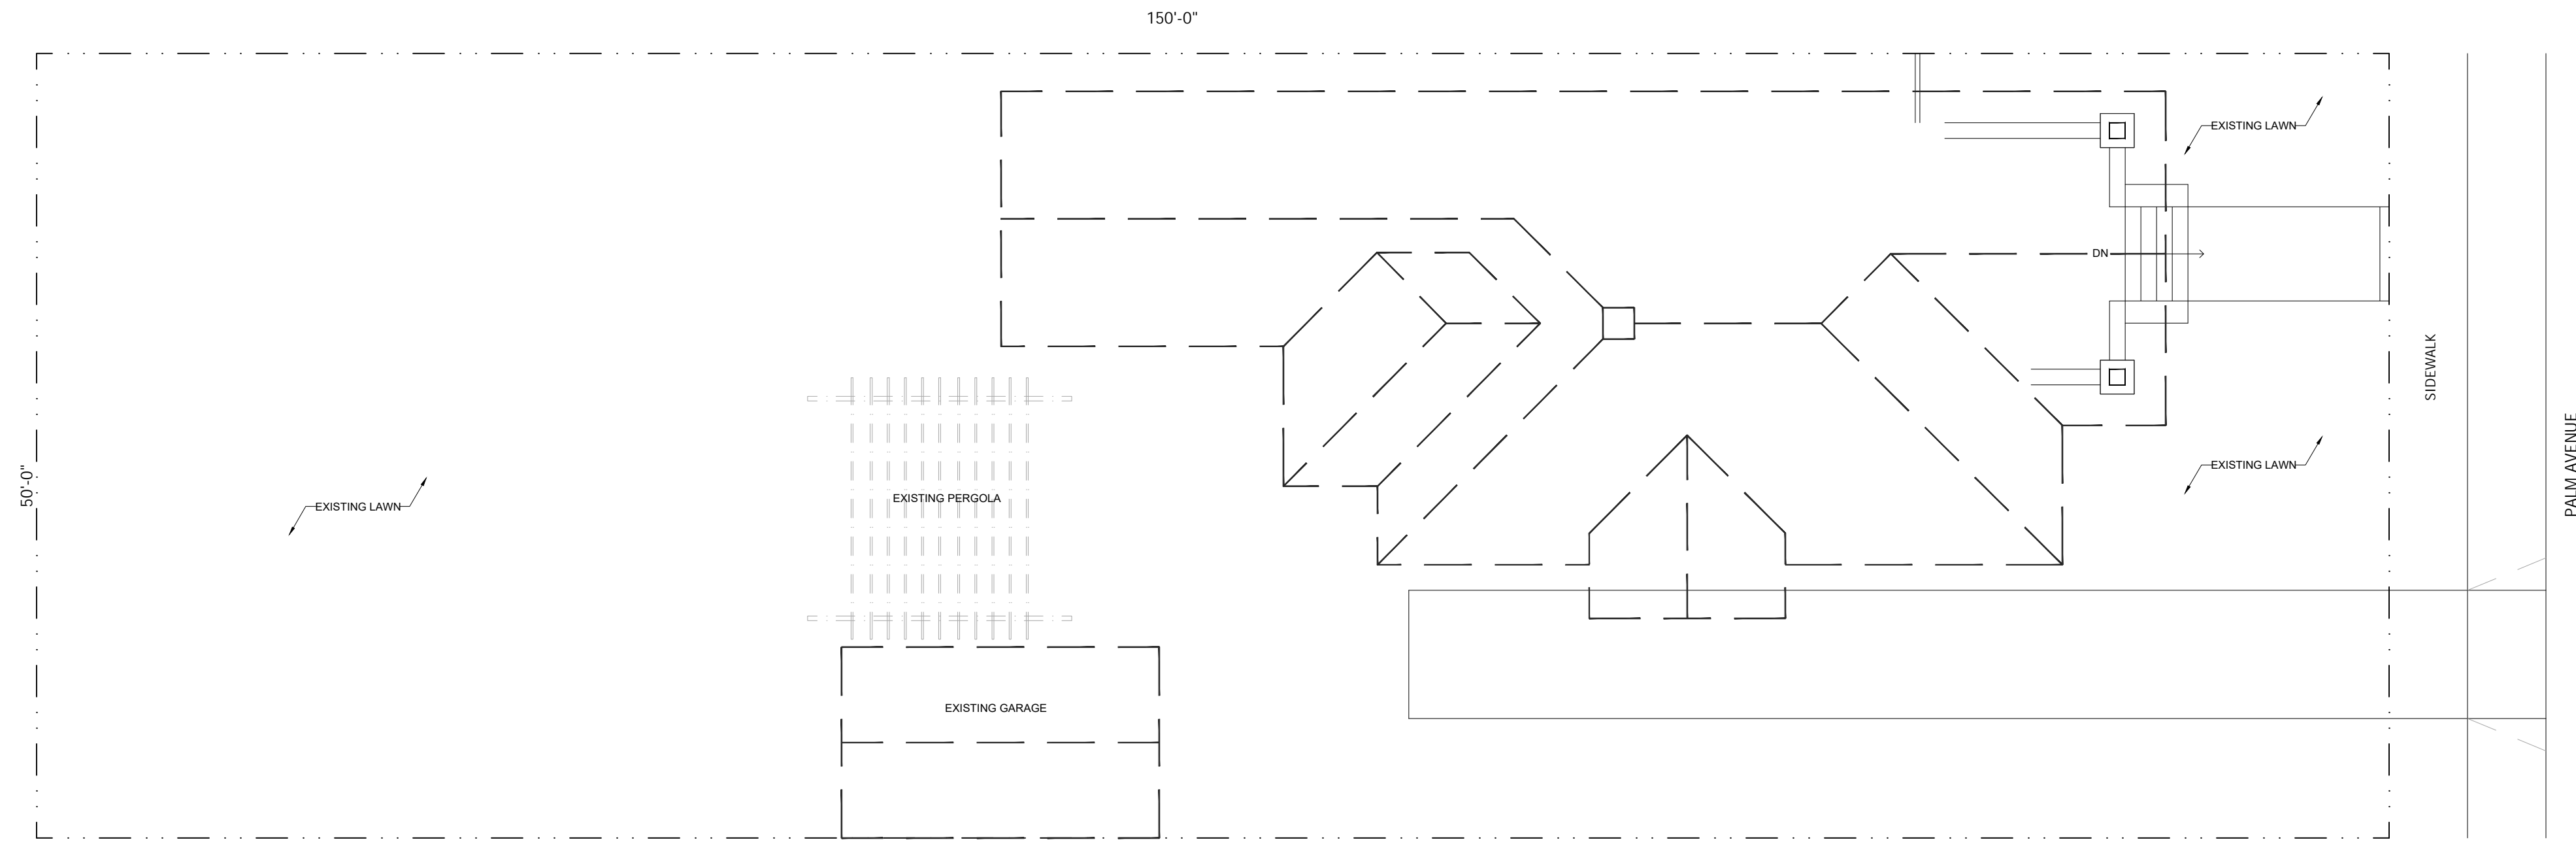 150'-0"
EXISTING LAWN
DN
SIDEWALK
PALM AVENUE
EXISTING LAWN
50'-0"
EXISTING PERGOLA
EXISTING LAWN
EXISTING GARAGE